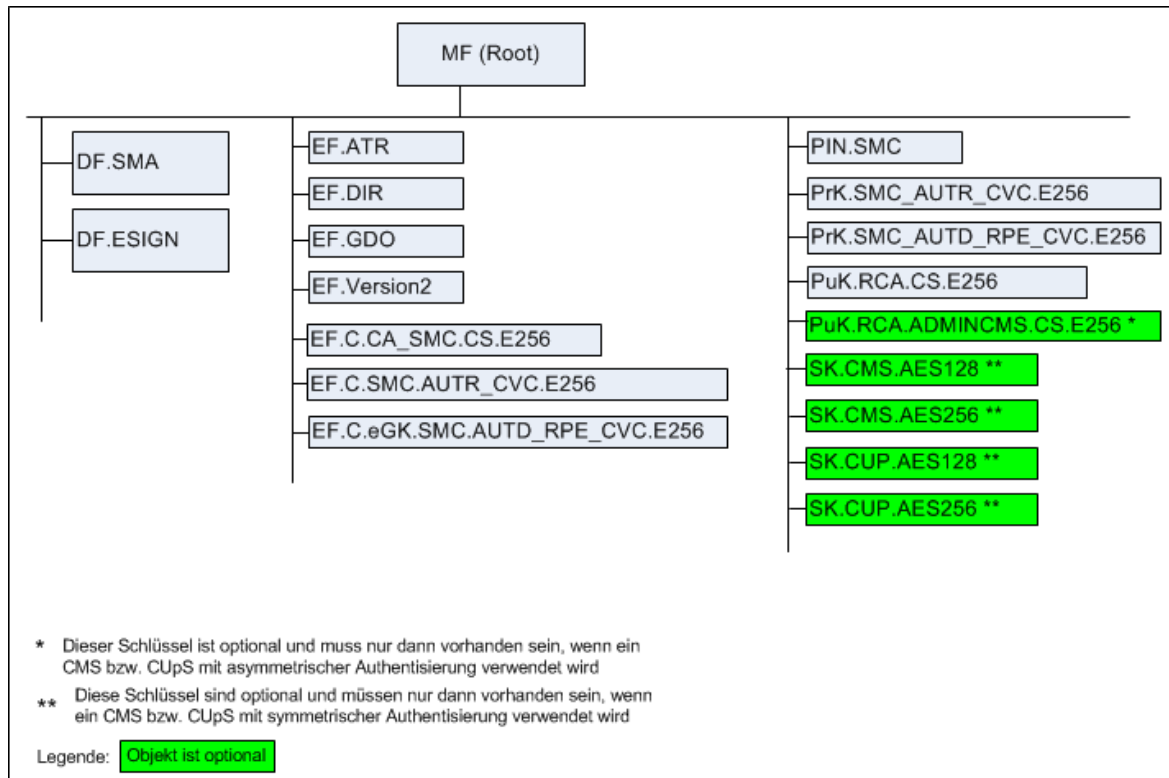 MF (Root)
DF.SMA
DF.ESIGN
EF.ATR
EF.DIR
EF.GDO
EF.Version2
EF.C.CA_SMC.CS.E256
EF.C.SMC.AUTR_CVC.E256
EF.C.eGK.SMC.AUTD_RPE_CVC.E256
PIN.SMC
PrK.SMC_AUTR_CVC.E256
PrK.SMC_AUTD_RPE_CVC.E256
PuK.RCA.CS.E256
PuK.RCA.ADMINCMS.CS.E256 *
SK.CMS.AES128 **
SK.CMS.AES256 **
SK.CUP.AES128 **
SK.CUP.AES256 **
* Dieser Schlüssel ist optional und muss nur dann vorhanden sein, wenn ein
CMS bzw. CUpS mit asymmetrischer Authentisierung verwendet wird
** Diese Schlüssel sind optional und müssen nur dann vorhanden sein, wenn
ein CMS bzw. CUpS mit symmetrischer Authentisierung verwendet wird
Legende: Objekt ist optional